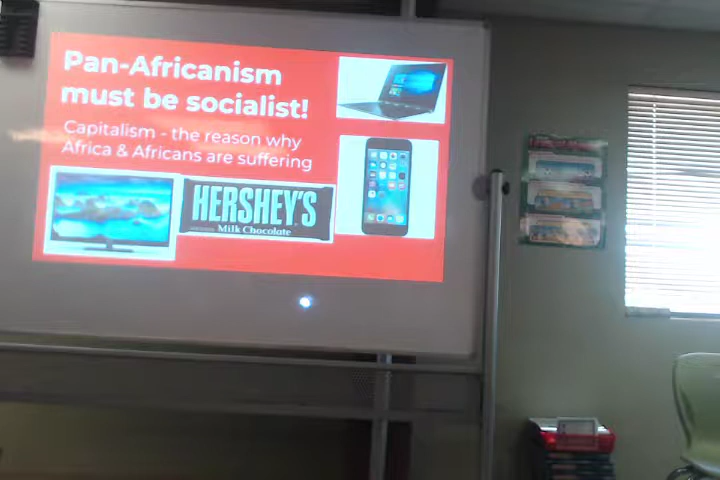 Pan-Africanism
must be socialist!
Capitalism - the reason why
Africa & Africans are suffering
HERSHEY'S
Milk Chocolate